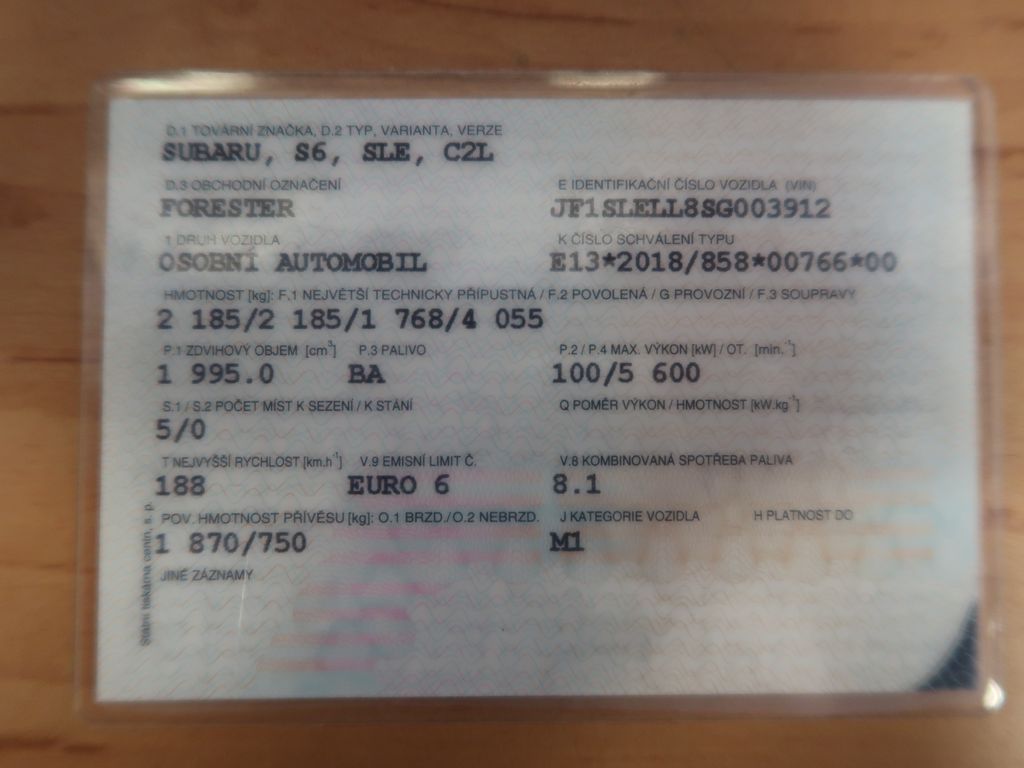 D.1 TOVÁRNÍ ZNAČKA, D.2 TYP, VARIANTA, VERZE
SUBARU, S6, SLE, C2L
D.3 OBCHODNÍ OZNAČENÍ E IDENTIFIKAČNÍ ČÍSLO VOZIDLA (VIN)
FORESTER JF1SLELL8SG003912
1 DRUH VOZIDLA K ČÍSLO SCHVÁLENÍ TYPU
OSOBNÍ AUTOMOBIL E13*2018/858*00766*00
HMOTNOST [kg]: F.1 NEJVĚTŠÍ TECHNICKY PŘÍPUSTNÁ / F.2 POVOLENÁ / G PROVOZNÍ / F.3 SOUPRAVY
2 185/2 185/1 768/4 055
P.1 ZDVIHOVÝ OBJEM [cm³] P.3 PALIVO P.2 / P.4 MAX. VÝKON [kW] / OT. [min.⁻¹]
1 995.0 BA 100/5 600
S.1 / S.2 POČET MÍST K SEZENÍ / K STÁNÍ Q POMĚR VÝKON / HMOTNOST [kW.kg⁻¹]
5/0
T NEJVYŠŠÍ RYCHLOST [km.h⁻¹] V.9 EMISNÍ LIMIT Č. V.8 KOMBINOVANÁ SPOTŘEBA PALIVA
188 EURO 6 8.1
POV. HMOTNOST PŘÍVĚSU [kg]: O.1 BRZD./O.2 NEBRZD. J KATEGORIE VOZIDLA H PLATNOST DO
1 870/750 M1
JINÉ ZÁZNAMY
Státní tiskárna cenin, s. p.